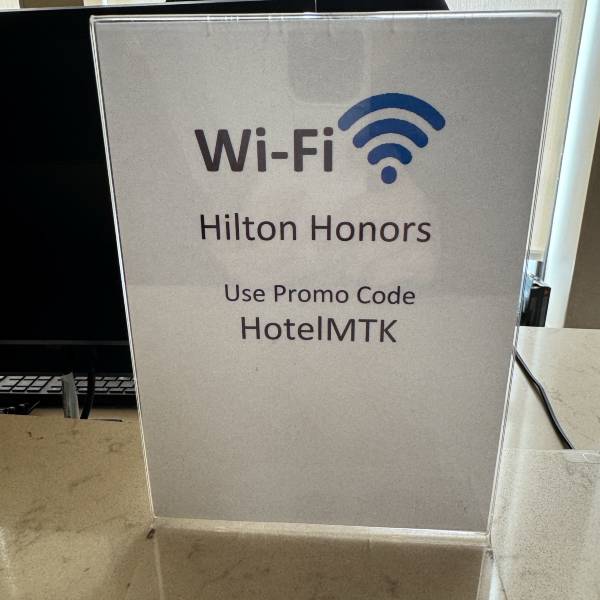 Wi-Fi
Hilton Honors
Use Promo Code
HotelMTK